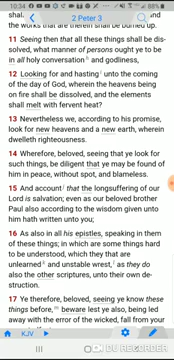 2 Peter 3
the works that are therein shall be burned up.
11 Seeing then that all these things shall be
dissolved, what manner of persons ought ye to be
in all holy conversation and godliness,
12 Looking for and hasting unto the coming
of the day of God, wherein the heavens being
on fire shall be dissolved, and the elements
shall melt with fervent heat?
13 Nevertheless we, according to his promise,
look for new heavens and a new earth, wherein
dwelleth righteousness.
14 Wherefore, beloved, seeing that ye look for
such things, be diligent that ye may be found of
him in peace, without spot, and blameless.
15 And account that the longsuffering of our
Lord is salvation; even as our beloved brother
Paul also according to the wisdom given unto
him hath written unto you;
16 As also in all his epistles, speaking in them
of these things; in which are some things hard
to be understood, which they that are
unlearned and unstable wrest, as they do
also the other scriptures, unto their own de-
struction.
17 Ye therefore, beloved, seeing ye know these
things before, beware lest ye also, being led
away with the error of the wicked, fall from your
KJV